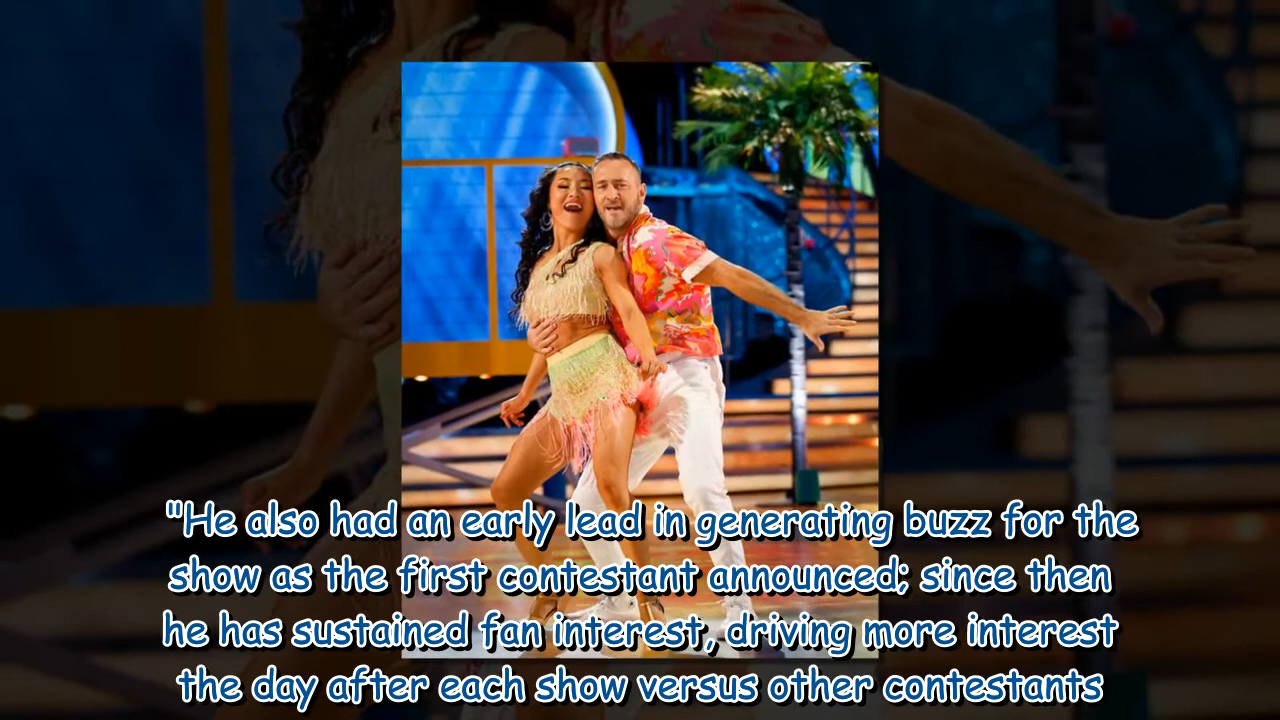 "He also had an early lead in generating buzz for the
show as the first contestant announced; since then
he has sustained fan interest, driving more interest
the day after each show versus other contestants